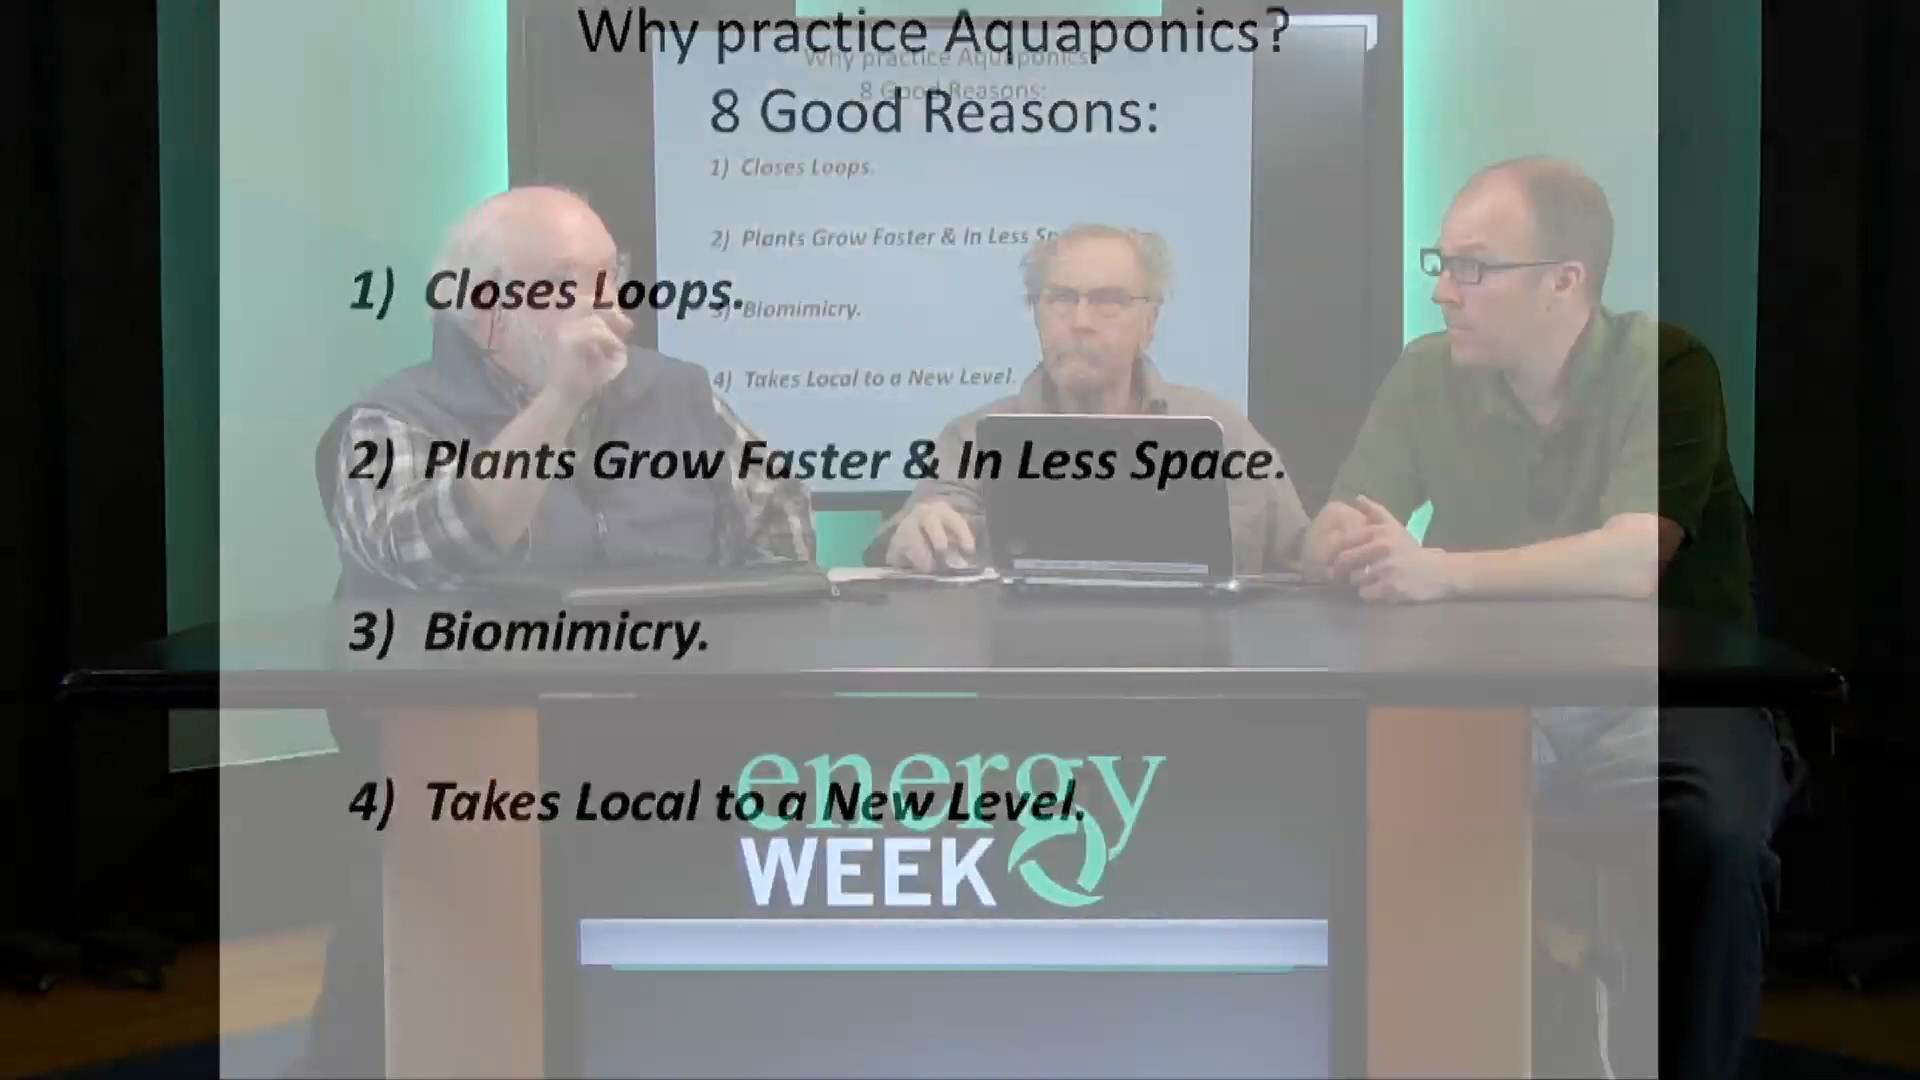 Why practice Aquaponics?
8 Good Reasons:
1) Closes Loops.
2) Plants Grow Faster & In Less Space.
3) Biomimicry.
4) Takes Local to a New Level.
Why practice Aquaponics
8 Good Reasons:
1) Closes Loops.
2) Plants Grow Faster & In Less
3) Biomimicry.
4) Takes Local to a New Level.
energy
WEEK